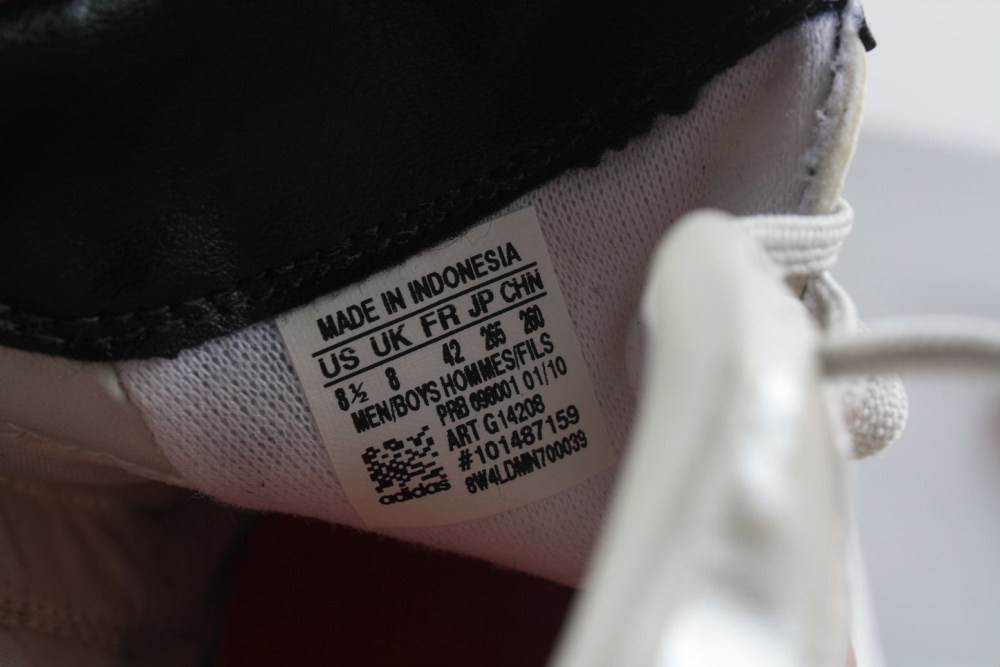 MADE IN INDONESIA
US UK FR JP CHN
8½ 8 42 265 260
MEN/BOYS HOMMES/FILS
PRB 698001 01/10
ART G14208
#101487159
adidas 8W4LDMN700039